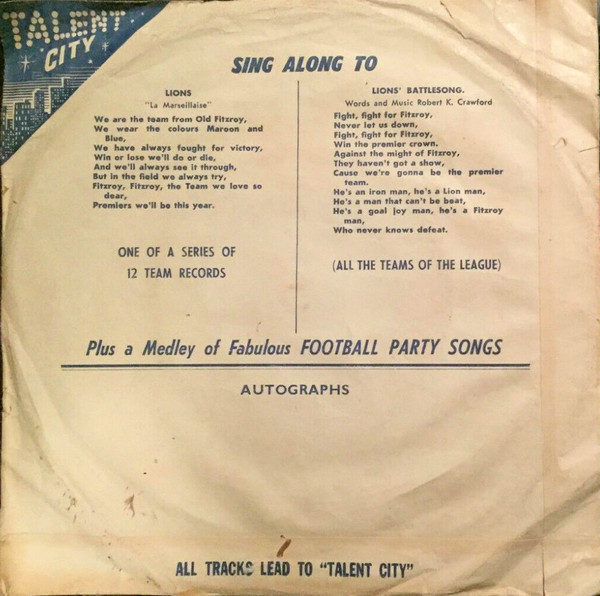 TALENT
CITY
SING ALONG TO
LIONS
"La Marseillaise"
We are the team from Old Fitzroy,
We wear the colours Maroon and
Blue,
We have always fought for victory,
Win or lose we'll do or die,
And we'll always see it through,
But in the field we always try,
Fitzroy, Fitzroy, the Team we love so
dear,
Premiers we'll be this year.
ONE OF A SERIES OF
12 TEAM RECORDS
LIONS' BATTLESONG.
Words and Music Robert K. Crawford
Fight, fight for Fitzroy,
Never let us down,
Fight, fight for Fitzroy,
Win the premier crown.
Against the might of Fitzroy,
They haven't got a show,
Cause we're gonna be the premier
team.
He's an iron man, he's a Lion man,
He's a man that can't be beat,
He's a goal joy man, he's a Fitzroy
man,
Who never knows defeat.
(ALL THE TEAMS OF THE LEAGUE)
Plus a Medley of Fabulous FOOTBALL PARTY SONGS
AUTOGRAPHS
ALL TRACKS LEAD TO "TALENT CITY"